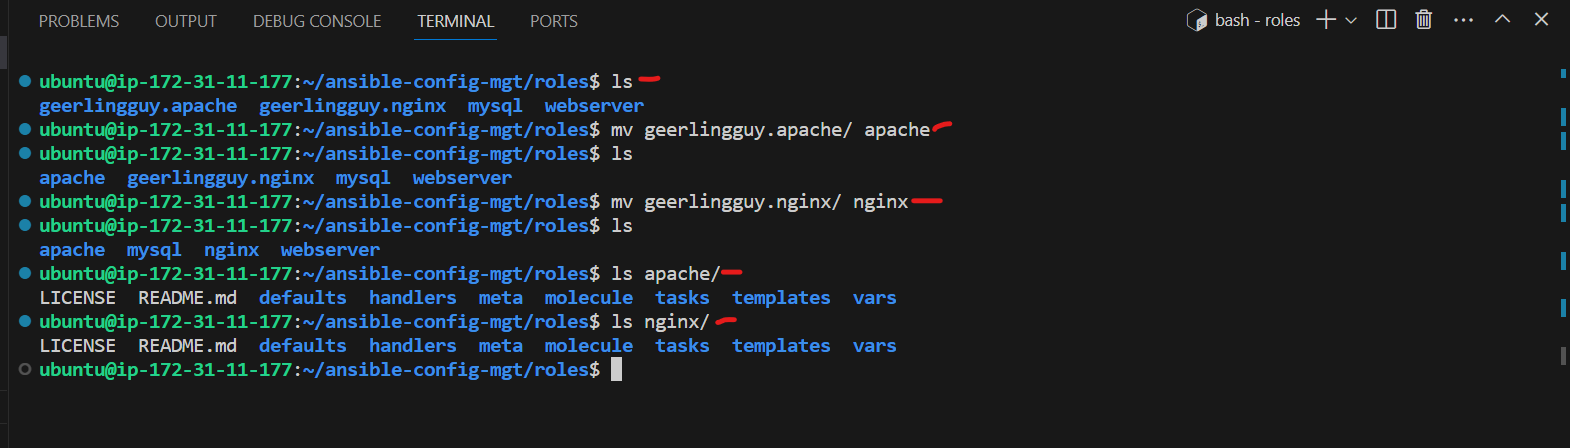 PROBLEMS OUTPUT DEBUG CONSOLE TERMINAL PORTS bash - roles
ubuntu@ip-172-31-11-177:~/ansible-config-mgt/roles$ ls
geerlingguy.apache geerlingguy.nginx mysql webserver
ubuntu@ip-172-31-11-177:~/ansible-config-mgt/roles$ mv geerlingguy.apache/ apache
ubuntu@ip-172-31-11-177:~/ansible-config-mgt/roles$ ls
apache geerlingguy.nginx mysql webserver
ubuntu@ip-172-31-11-177:~/ansible-config-mgt/roles$ mv geerlingguy.nginx/ nginx
ubuntu@ip-172-31-11-177:~/ansible-config-mgt/roles$ ls
apache mysql nginx webserver
ubuntu@ip-172-31-11-177:~/ansible-config-mgt/roles$ ls apache/
LICENSE README.md defaults handlers meta molecule tasks templates vars
ubuntu@ip-172-31-11-177:~/ansible-config-mgt/roles$ ls nginx/
LICENSE README.md defaults handlers meta molecule tasks templates vars
ubuntu@ip-172-31-11-177:~/ansible-config-mgt/roles$